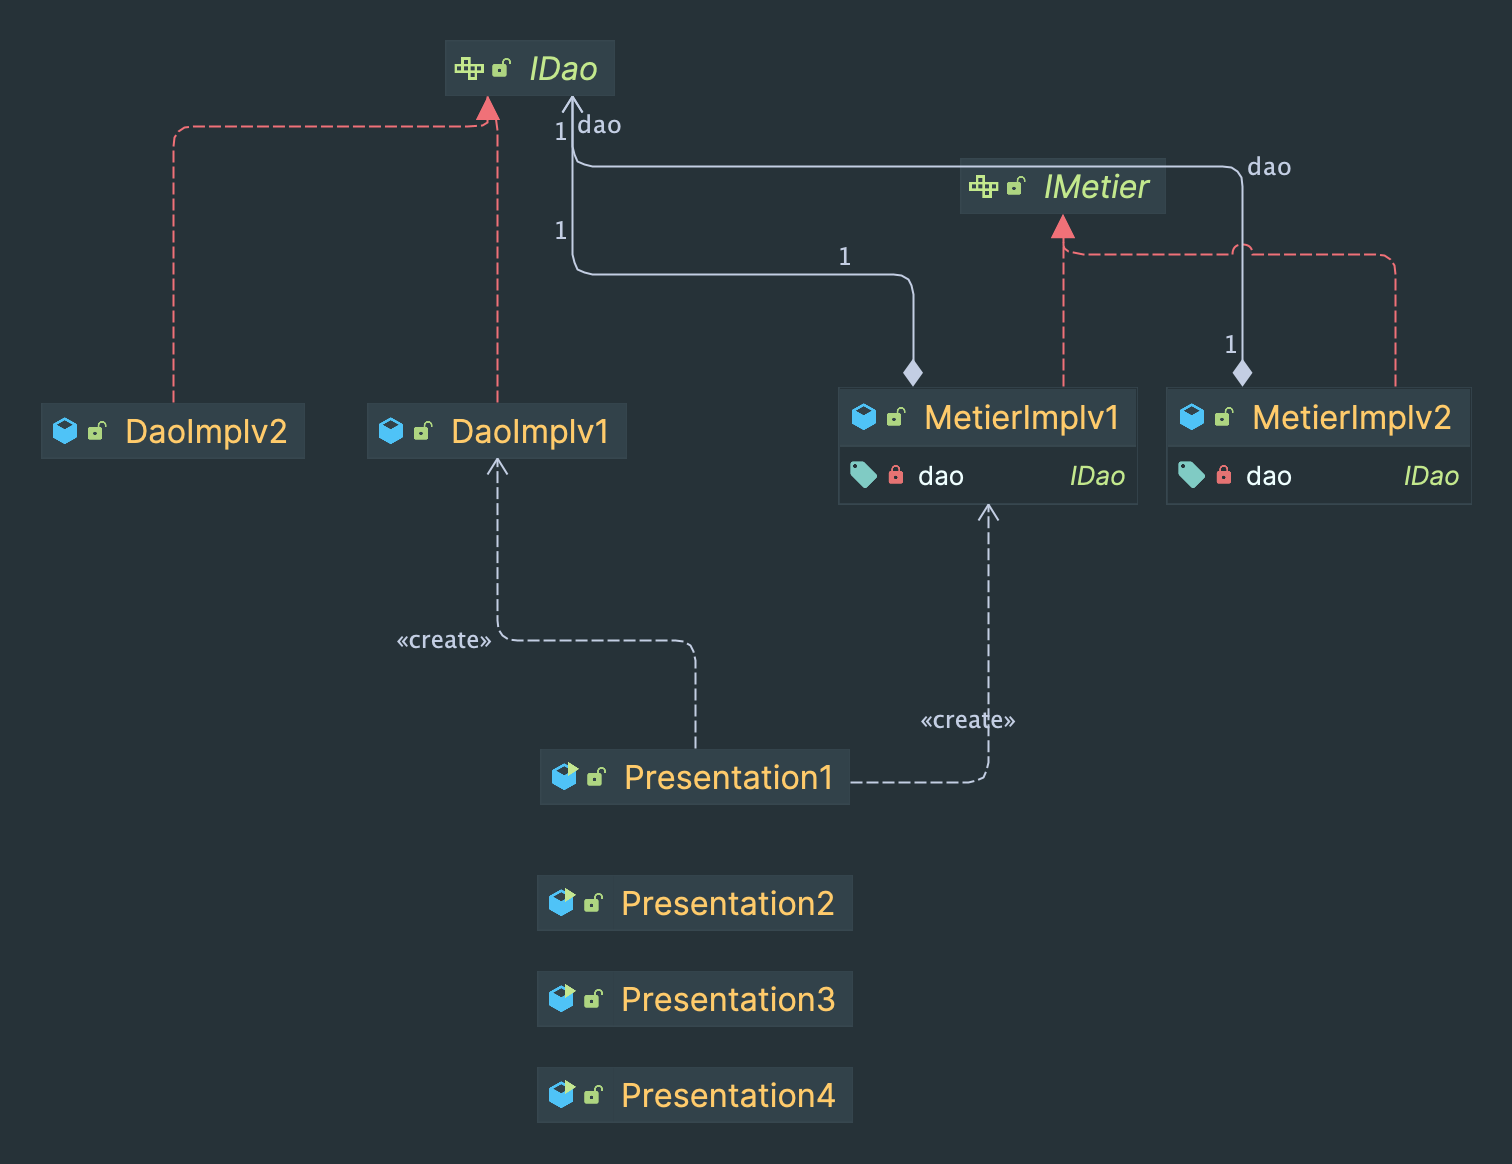 IDao
1 dao
dao
IMetier
1
1
1
DaoImplv2
DaoImplv1
MetierImplv1
dao IDao
MetierImplv2
dao IDao
«create»
«create»
Presentation1
Presentation2
Presentation3
Presentation4